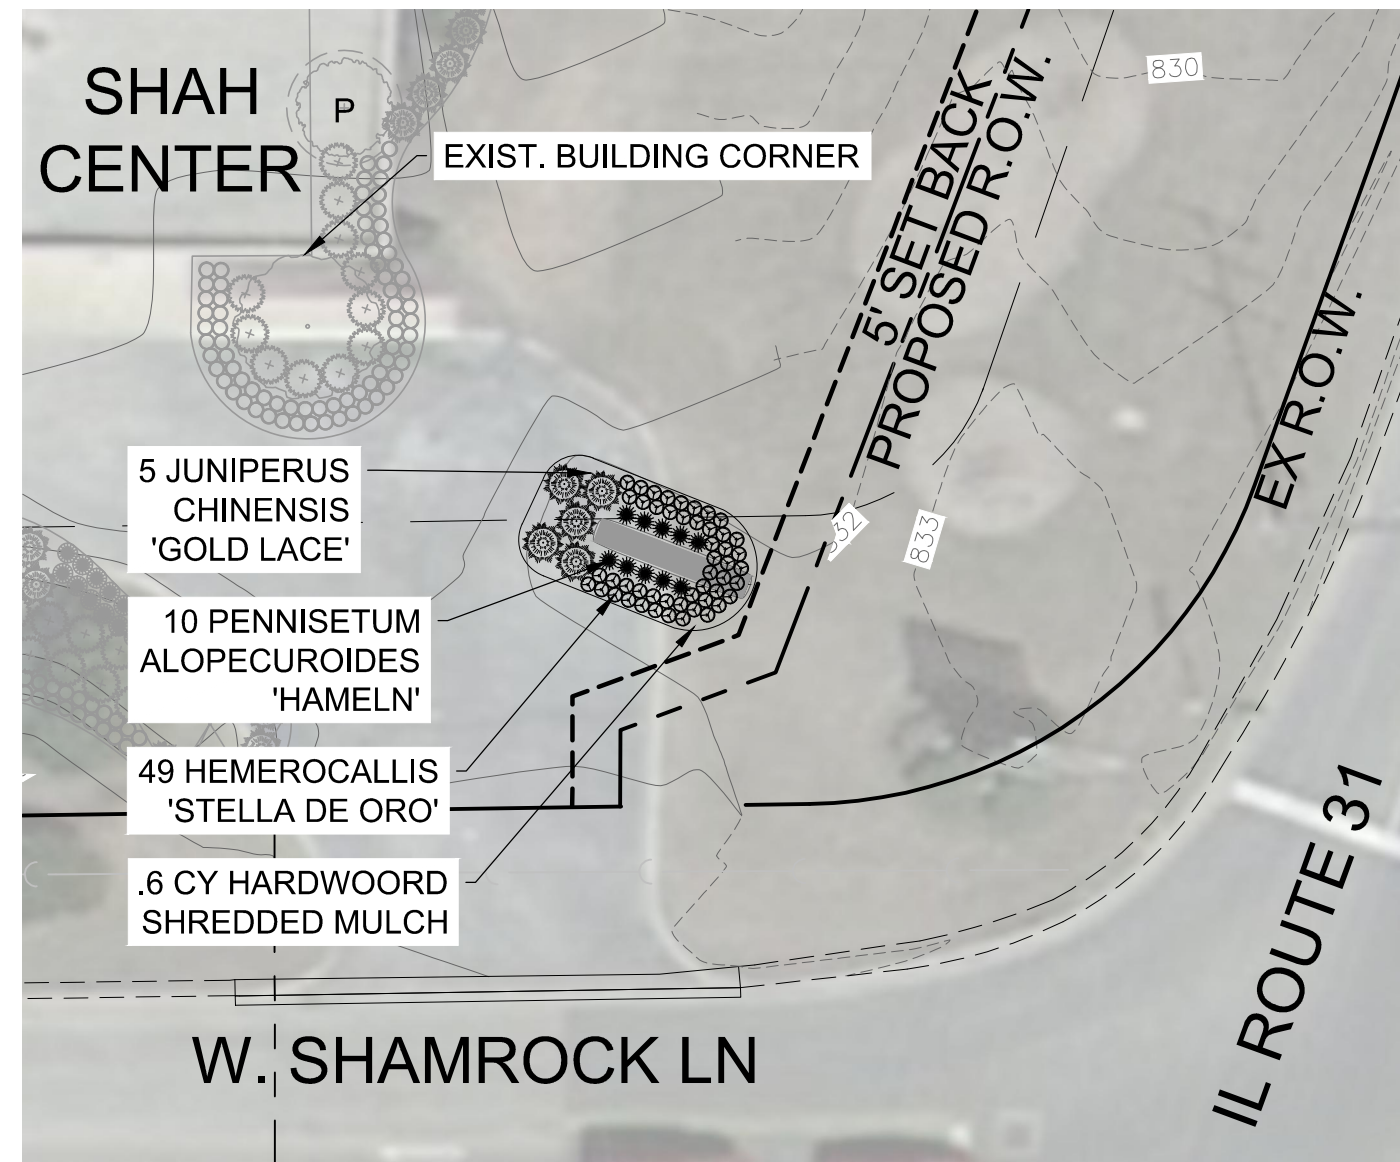 SHAH
CENTER
P
EXIST. BUILDING CORNER
830
5' SET BACK
PROPOSED R.O.W.
EX R.O.W.
5 JUNIPERUS
CHINENSIS
'GOLD LACE'
832
833
10 PENNISETUM
ALOPECUROIDES
'HAMELN'
49 HEMEROCALLIS
'STELLA DE ORO'
.6 CY HARDWOORD
SHREDDED MULCH
IL ROUTE 31
W. SHAMROCK LN